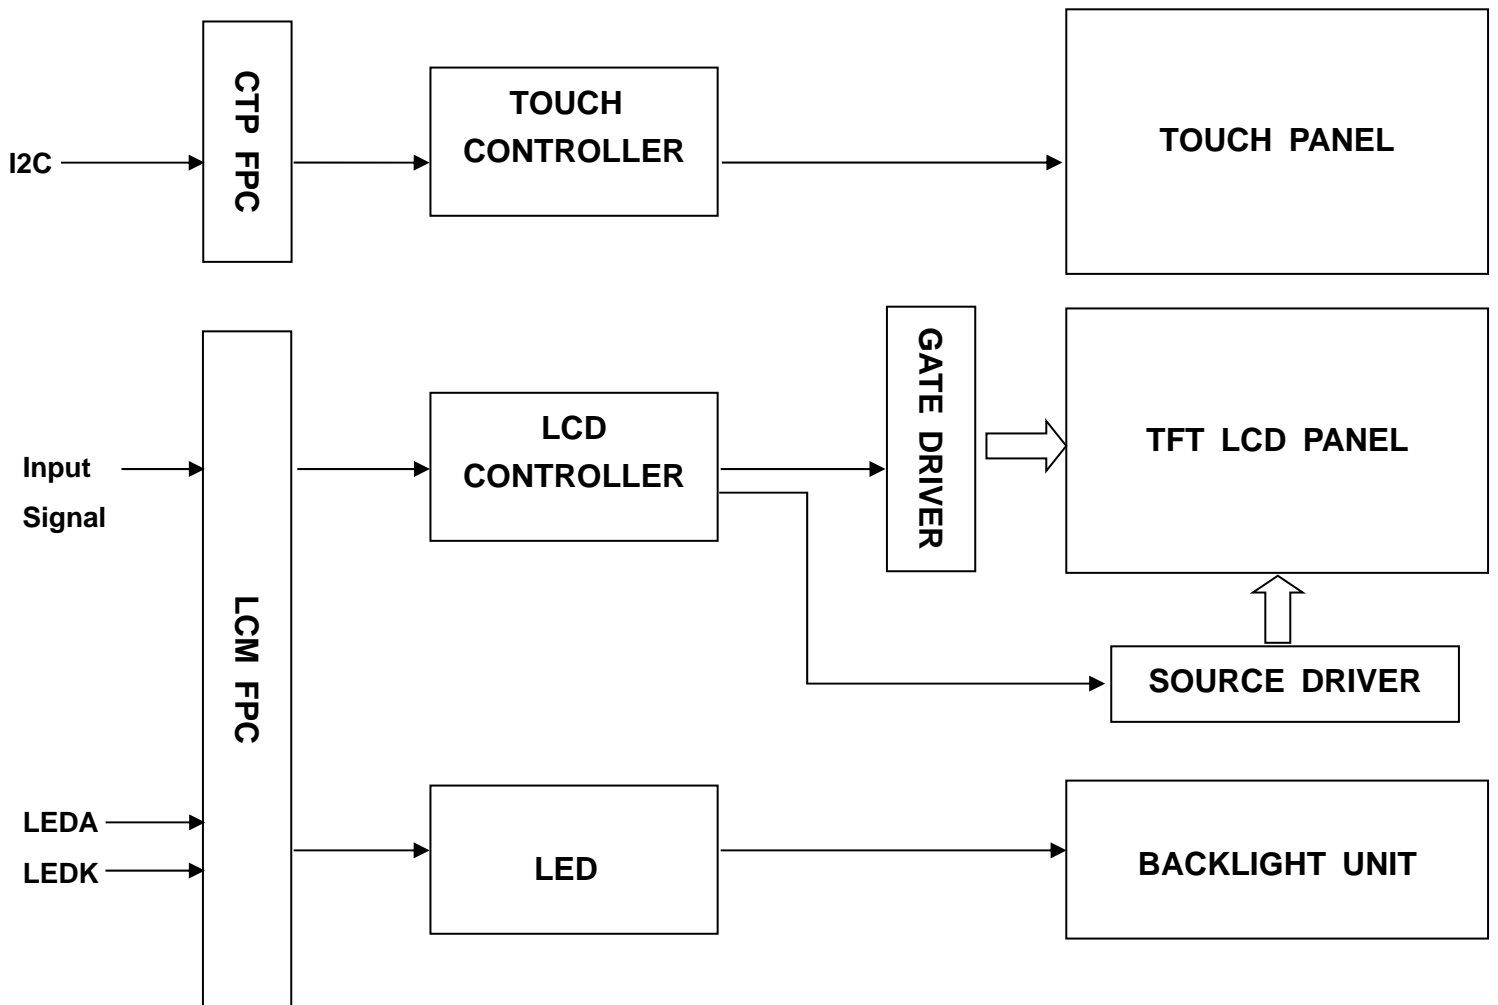 I2C
CTP FPC
TOUCH
CONTROLLER
TOUCH PANEL
Input
Signal
LCM FPC
LCD
CONTROLLER
GATE DRIVER
TFT LCD PANEL
SOURCE DRIVER
LEDA
LEDK
LED
BACKLIGHT UNIT